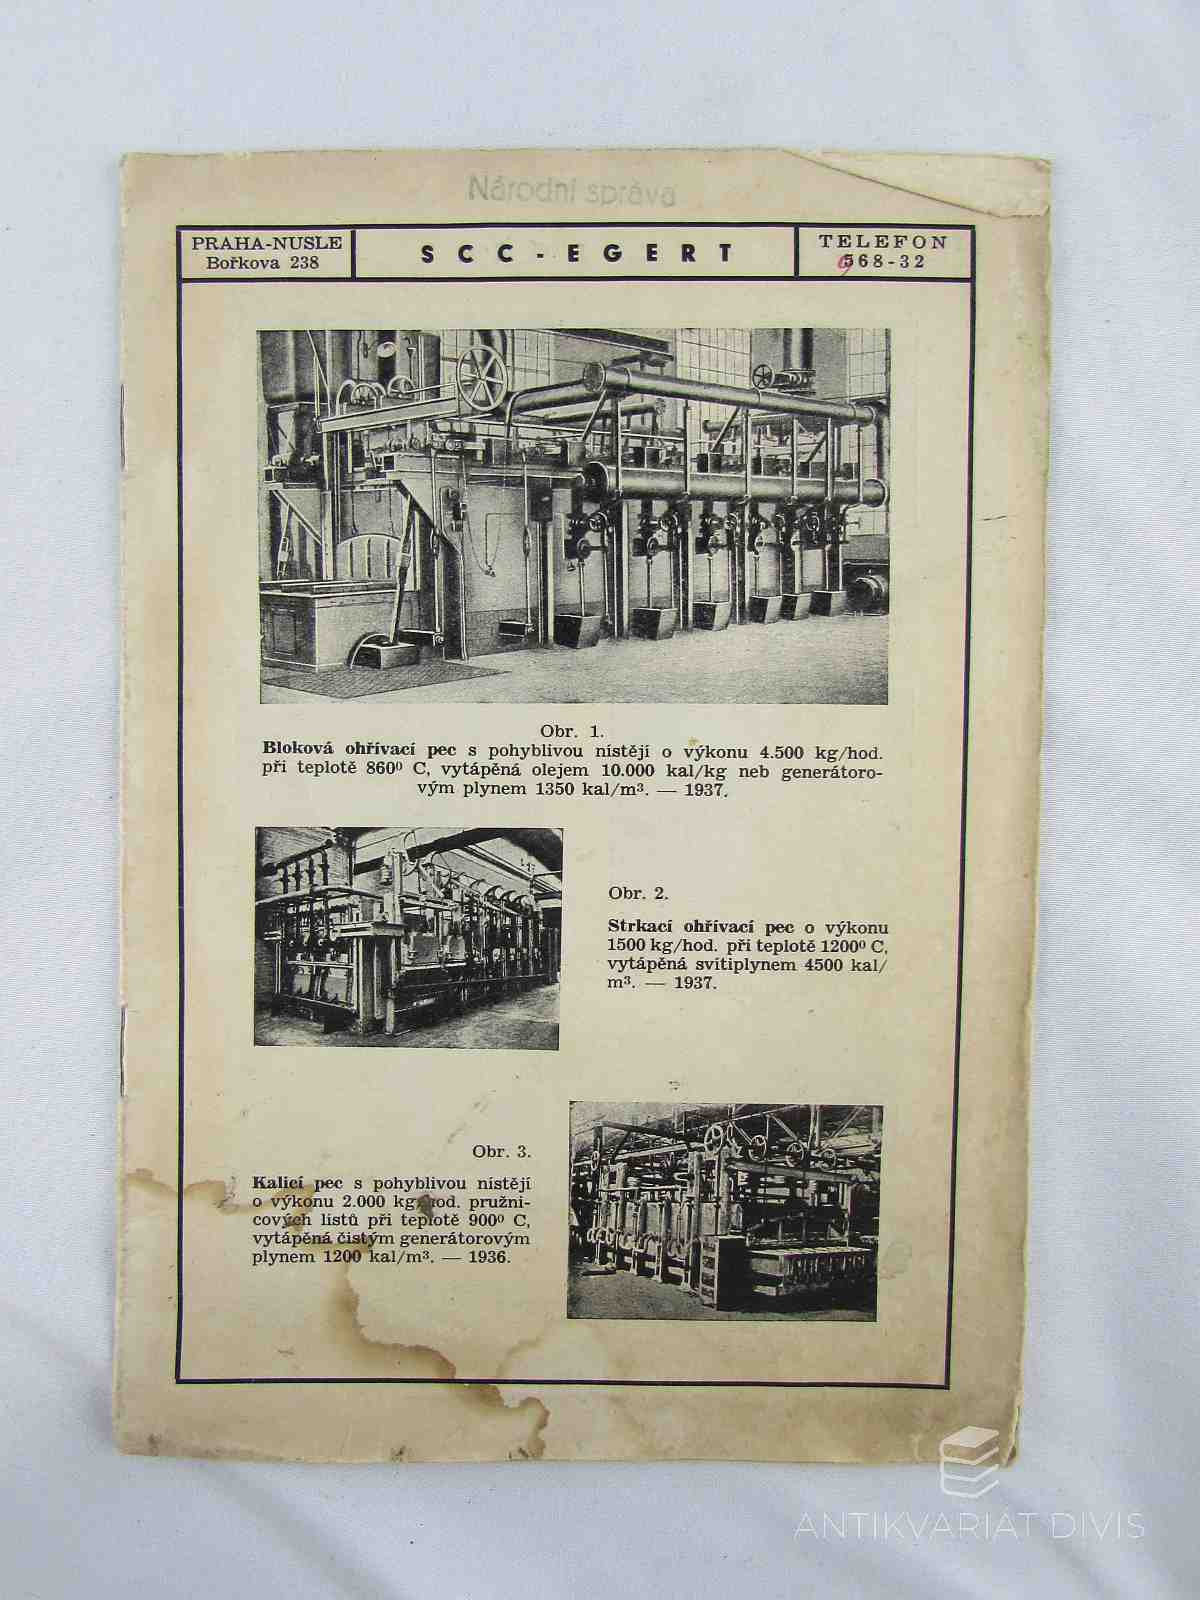 Národní správa
PRAHA-NUSLE
Bořkova 238
SCC-EGERT
TELEFON
968-32
Obr. 1.
Bloková ohřívací pec s pohyblivou nístějí o výkonu 4.500 kg/hod.
při teplotě 860⁰ C, vytápěná olejem 10.000 kal/kg neb generátoro-
vým plynem 1350 kal/m³. — 1937.
Obr. 2.
Strkací ohřívací pec o výkonu
1500 kg/hod. při teplotě 1200⁰ C,
vytápěná svítiplynem 4500 kal/
m³. — 1937.
Obr. 3.
Kalicí pec s pohyblivou nístějí
o výkonu 2.000 kg/hod. pružni-
cových listů při teplotě 900⁰ C,
vytápěná čistým generátorovým
plynem 1200 kal/m³. — 1936.
ANTIKVARIÁT DIVIS